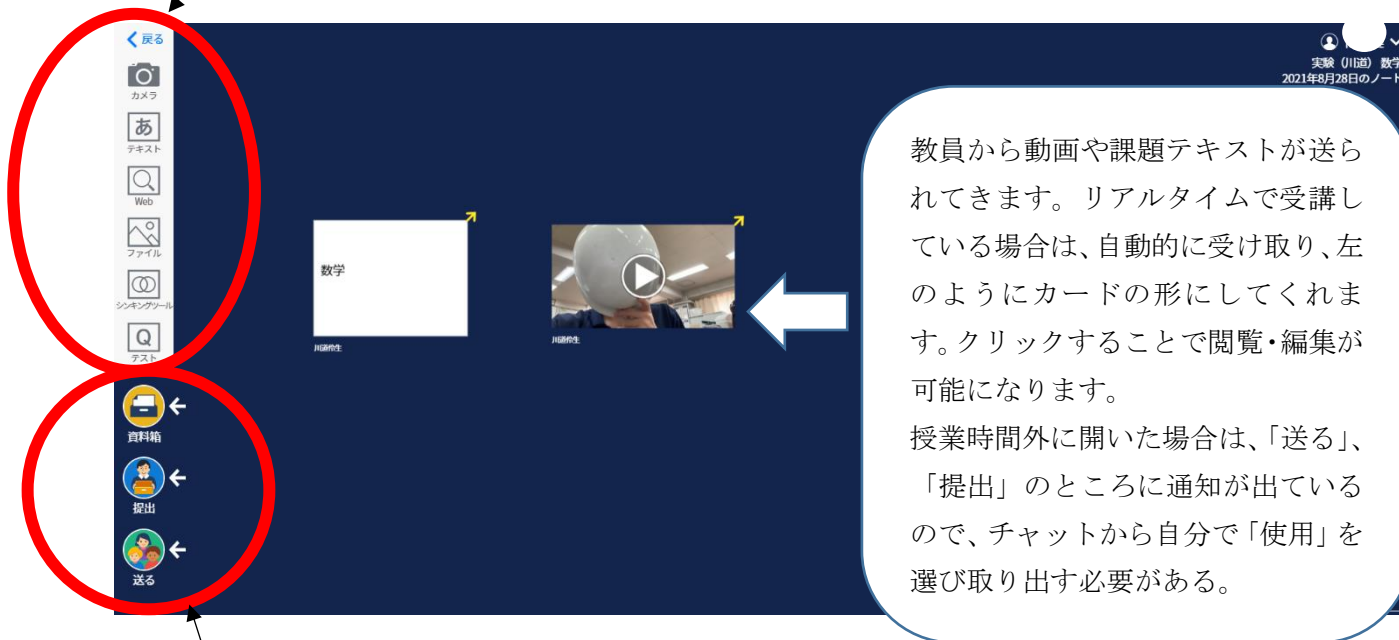 戻る
カメラ
あ
テキスト
Web
ファイル
シンキングツール
Q
テスト
資料箱
提出
送る
数学
川道伶生
川道伶生
実験（川道） 数学
2021年8月28日のノート
教員から動画や課題テキストが送ら
れてきます。リアルタイムで受講し
ている場合は、自動的に受け取り、左
のようにカードの形にしてくれま
す。クリックすることで閲覧・編集が
可能になります。
授業時間外に開いた場合は、「送る」、
「提出」のところに通知が出ている
ので、チャットから自分で「使用」を
選び取り出す必要がある。